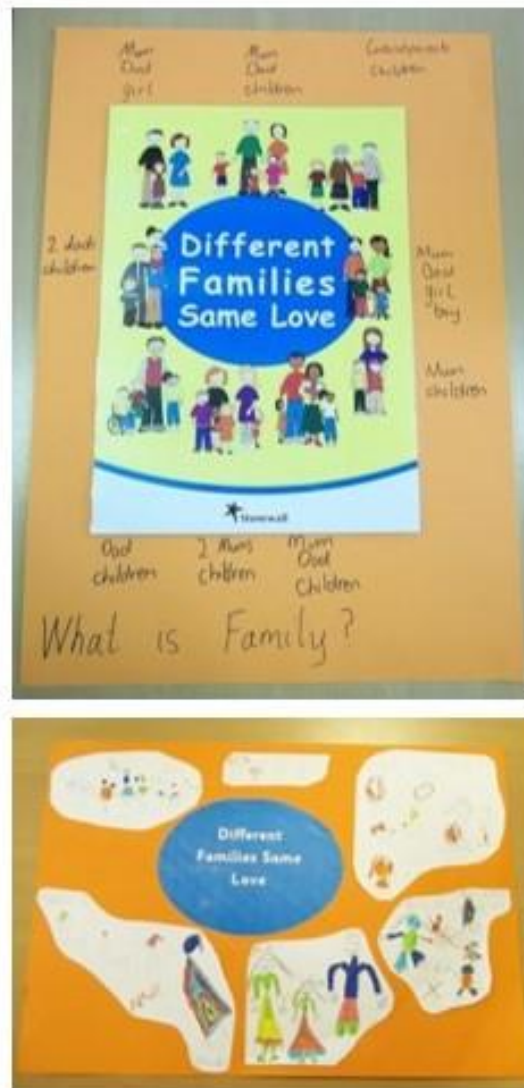 Mum
Dad
girl
Mum
Dad
children
Grandparents
children
2 dads
children
Different
Families
Same Love
Mum
Dad
girl
boy
Mum
children
Stonewall
Dad
children
2 Mums
children
Mum
Dad
Children
What is Family?
Different
Families Same
Love